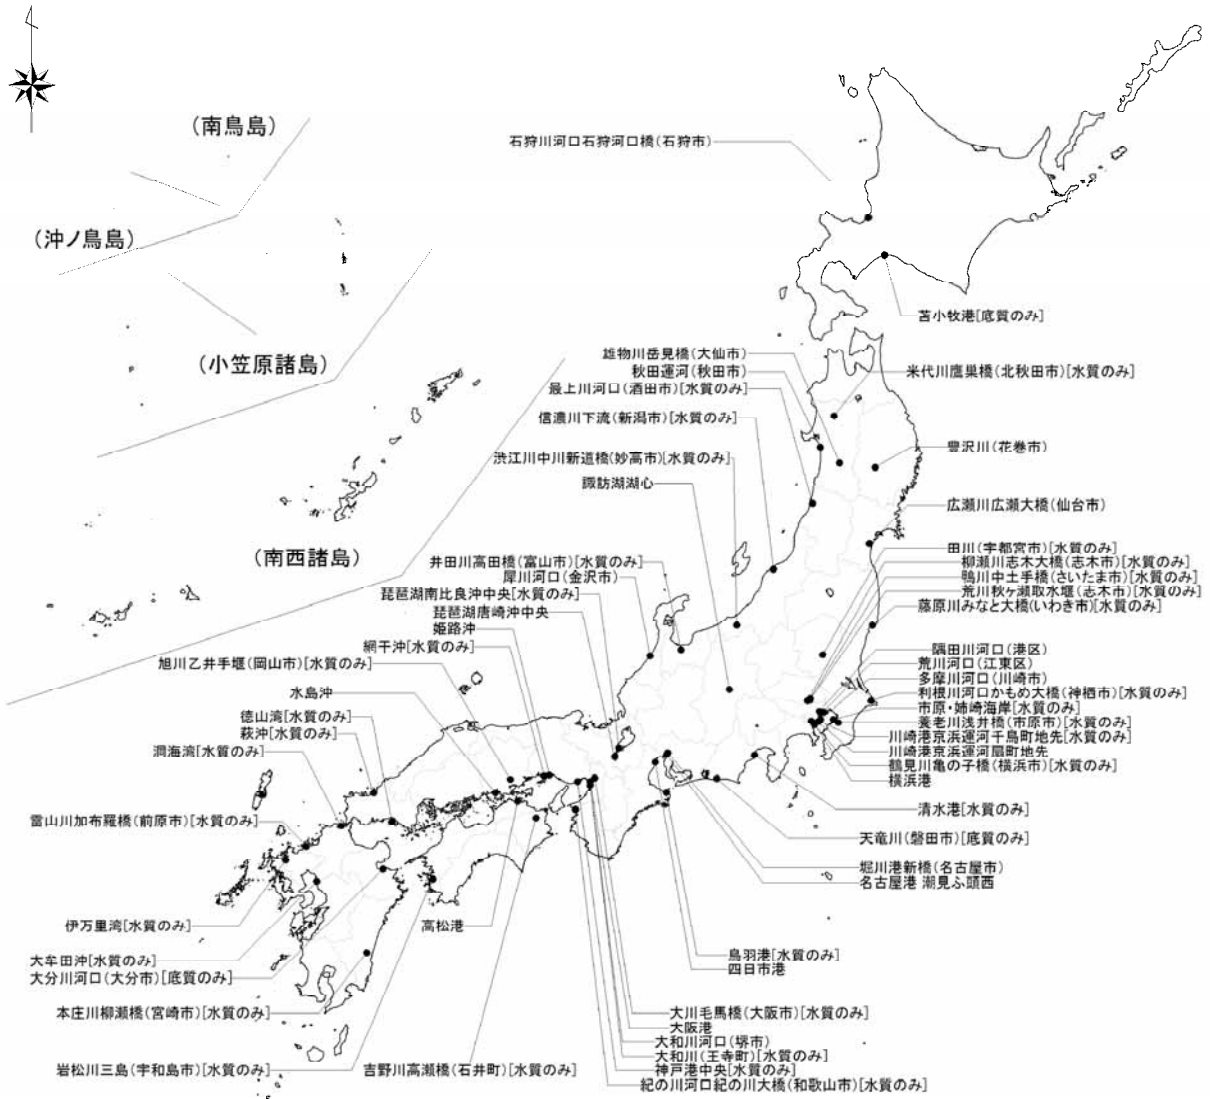 (南鳥島)
石狩川河口石狩河口橋(石狩市)
(沖ノ鳥島)
苫小牧港[底質のみ]
(小笠原諸島)
雄物川岳見橋(大仙市)
秋田運河(秋田市)
米代川鷹巣橋(北秋田市)[水質のみ]
最上川河口(酒田市)[水質のみ]
信濃川下流(新潟市)[水質のみ]
豊沢川(花巻市)
渋江川中川新道橋(妙高市)[水質のみ]
諏訪湖湖心
広瀬川広瀬大橋(仙台市)
(南西諸島)
田川(宇都宮市)[水質のみ]
井田川高田橋(富山市)[水質のみ]
柳瀬川志木大橋(志木市)[水質のみ]
犀川河口(金沢市)
鴨川中土手橋(さいたま市)[水質のみ]
琵琶湖南比良沖中央[水質のみ]
荒川秋ヶ瀬取水堰(志木市)[水質のみ]
琵琶湖唐崎沖中央
藤原川みなと大橋(いわき市)[水質のみ]
姫路沖
網干沖[水質のみ]
隅田川河口(港区)
旭川乙井手堰(岡山市)[水質のみ]
荒川河口(江東区)
多摩川河口(川崎市)
水島沖
利根川河口かもめ大橋(神栖市)[水質のみ]
市原・姉崎海岸[水質のみ]
徳山湾[水質のみ]
養老川浅井橋(市原市)[水質のみ]
萩沖[水質のみ]
川崎港京浜運河千鳥町地先[水質のみ]
洞海湾[水質のみ]
川崎港京浜運河扇町地先
鶴見川亀の子橋(横浜市)[水質のみ]
横浜港
清水港[水質のみ]
雷山川加布羅橋(前原市)[水質のみ]
天竜川(磐田市)[底質のみ]
堀川港新橋(名古屋市)
名古屋港 潮見ふ頭西
伊万里湾[水質のみ]
高松港
大牟田沖[水質のみ]
鳥羽港[水質のみ]
四日市港
大分川河口(大分市)[底質のみ]
本庄川柳瀬橋(宮崎市)[水質のみ]
大川毛馬橋(大阪市)[水質のみ]
大阪港
大和川河口(堺市)
大和川(王寺町)[水質のみ]
岩松川三島(宇和島市)[水質のみ]
吉野川高瀬橋(石井町)[水質のみ]
神戸港中央[水質のみ]
紀の川河口紀の川大橋(和歌山市)[水質のみ]